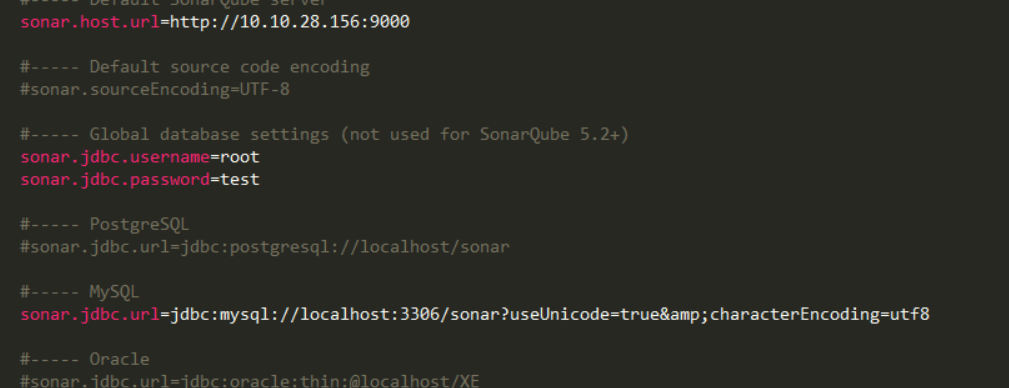 #----- Default SonarQube server
sonar.host.url=http://10.10.28.156:9000
#----- Default source code encoding
#sonar.sourceEncoding=UTF-8
#----- Global database settings (not used for SonarQube 5.2+)
sonar.jdbc.username=root
sonar.jdbc.password=test
#----- PostgreSQL
#sonar.jdbc.url=jdbc:postgresql://localhost/sonar
#----- MySQL
sonar.jdbc.url=jdbc:mysql://localhost:3306/sonar?useUnicode=true&amp;characterEncoding=utf8
#----- Oracle
#sonar.jdbc.url=jdbc:oracle:thin:@localhost/XE